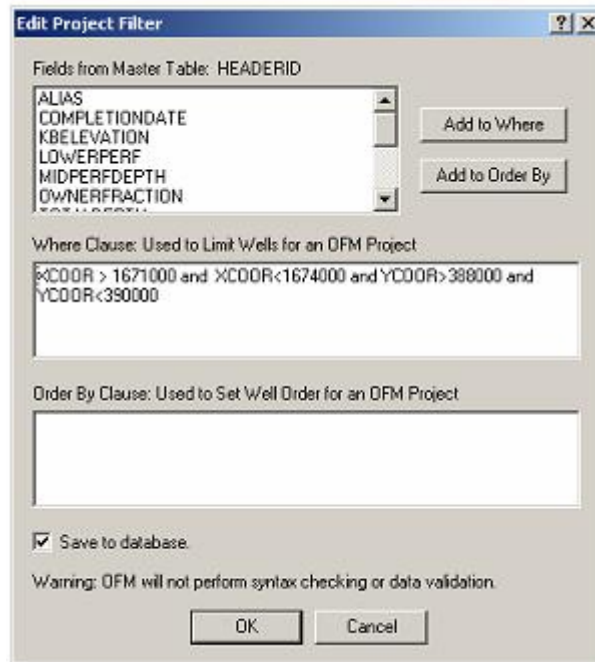 Edit Project Filter
Fields from Master Table: HEADERID
ALIAS
COMPLETIONDATE
KBELEVATION
LOWERPERF
MIDPERFDEPTH
OWNERFRACTION
Add to Where
Add to Order By
Where Clause: Used to Limit Wells for an OFM Project
XCOOR > 1671000 and XCOOR<1674000 and YCOOR>388000 and
YCOOR<390000
Order By Clause: Used to Set Well Order for an OFM Project
Save to database.
Warning: OFM will not perform syntax checking or data validation.
OK
Cancel